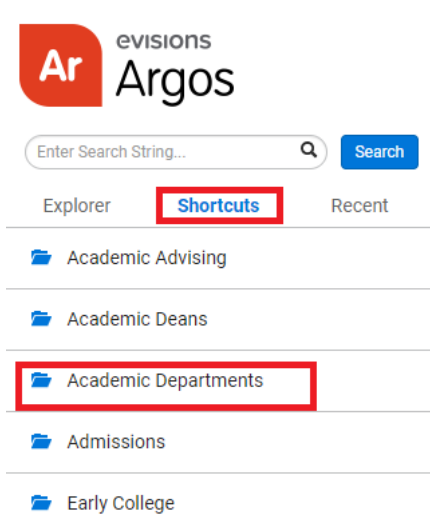 Ar
evisions
Argos
Enter Search String...
Search
Explorer Shortcuts Recent
Academic Advising
Academic Deans
Academic Departments
Admissions
Early College